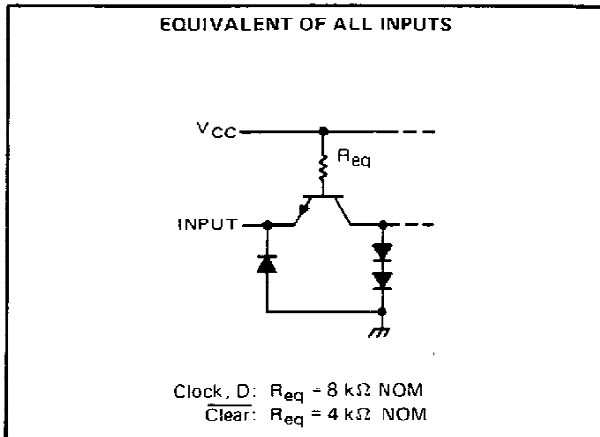 EQUIVALENT OF ALL INPUTS
VCC
Req
INPUT
Clock, D: Req = 8 kΩ NOM
Clear: Req = 4 kΩ NOM